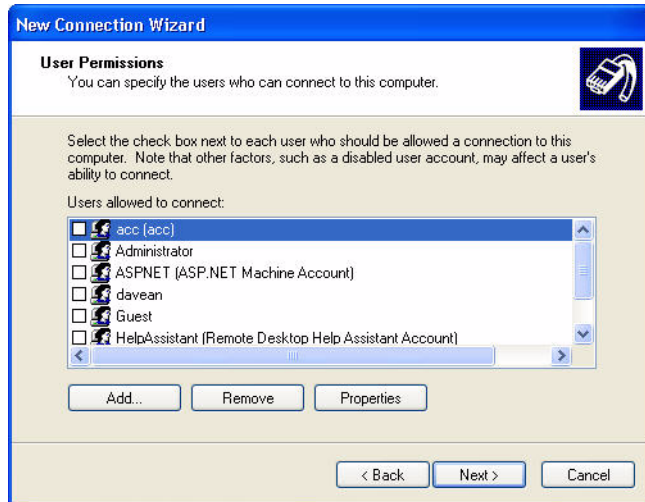 New Connection Wizard
User Permissions
You can specify the users who can connect to this computer.
Select the check box next to each user who should be allowed a connection to this
computer. Note that other factors, such as a disabled user account, may affect a user's
ability to connect.
Users allowed to connect:
acc (acc)
Administrator
ASPNET (ASP.NET Machine Account)
davean
Guest
HelpAssistant (Remote Desktop Help Assistant Account)
Add... Remove Properties
< Back Next > Cancel